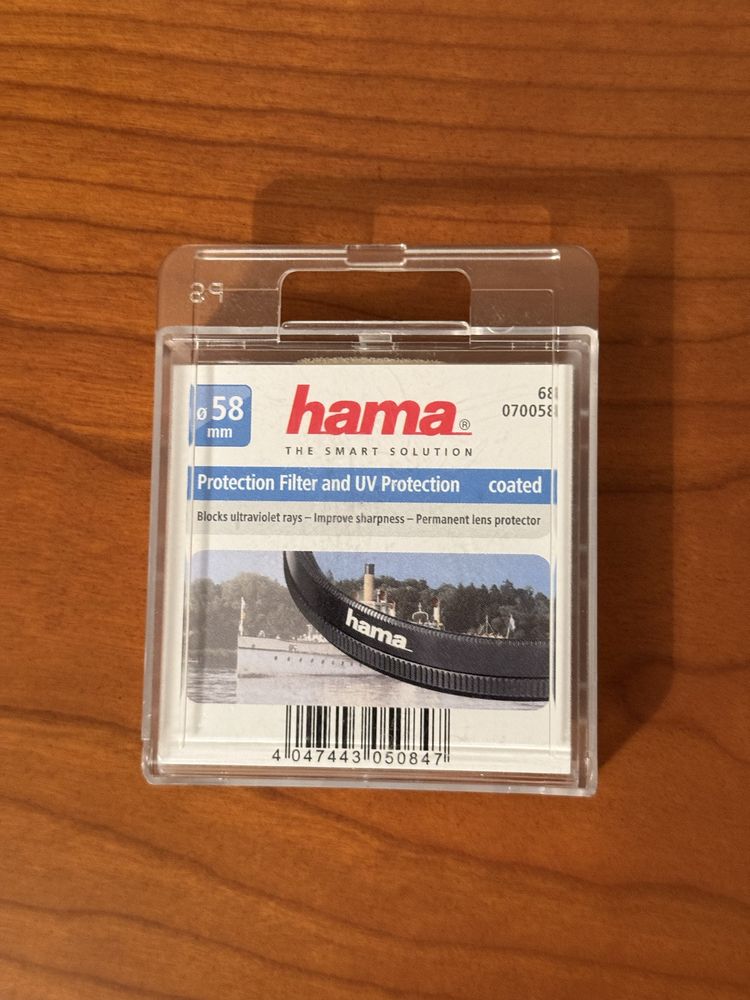 ø 58
mm
hama®
THE SMART SOLUTION
68
070058
Protection Filter and UV Protection coated
Blocks ultraviolet rays – Improve sharpness – Permanent lens protector
hama
4 047443 050847